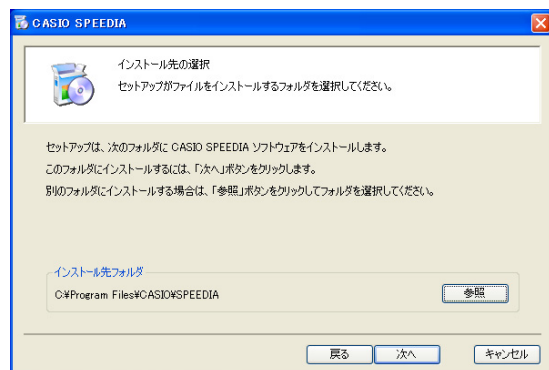 CASIO SPEEDIA
インストール先の選択
セットアップがファイルをインストールするフォルダを選択してください。
セットアップは、次のフォルダに CASIO SPEEDIA ソフトウェアをインストールします。
このフォルダにインストールするには、「次へ」ボタンをクリックします。
別のフォルダにインストールする場合は、「参照」ボタンをクリックしてフォルダを選択してください。
インストール先フォルダ
C:¥Program Files¥CASIO¥SPEEDIA
参照
戻る
次へ
キャンセル